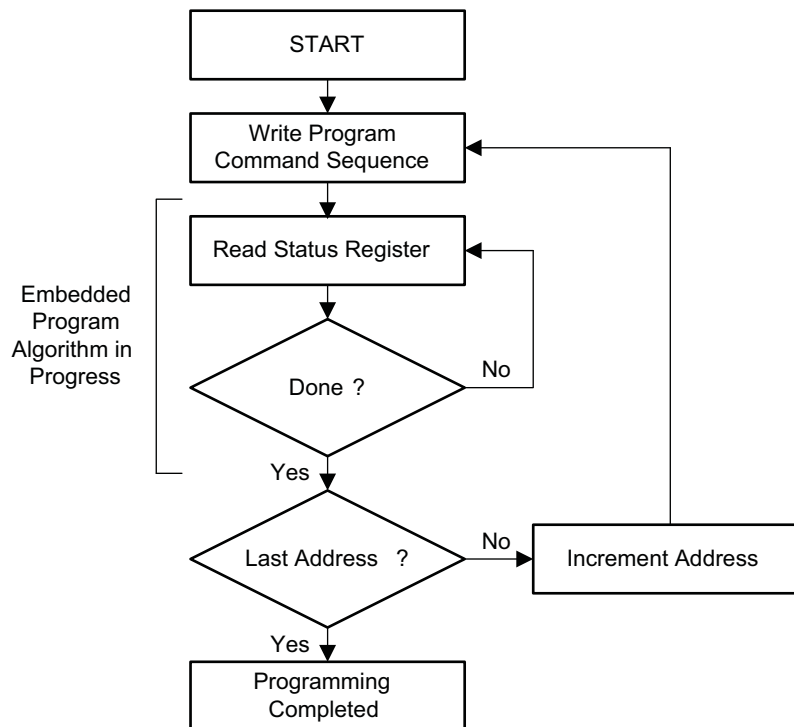 START
Write Program
Command Sequence
Read Status Register
Embedded
Program
Algorithm in
Progress
Done ?
No
Yes
Last Address ?
No
Increment Address
Yes
Programming
Completed